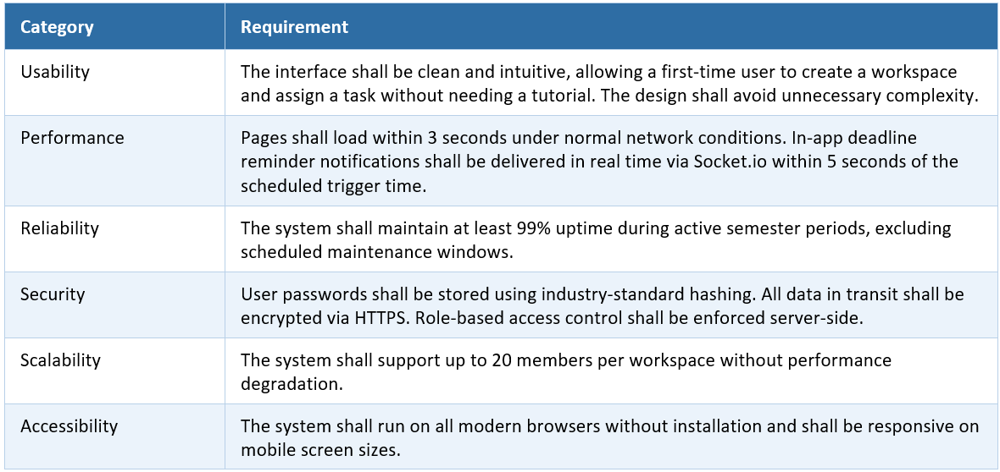 Category
Requirement
Usability
The interface shall be clean and intuitive, allowing a first-time user to create a workspace
and assign a task without needing a tutorial. The design shall avoid unnecessary complexity.
Performance
Pages shall load within 3 seconds under normal network conditions. In-app deadline
reminder notifications shall be delivered in real time via Socket.io within 5 seconds of the
scheduled trigger time.
Reliability
The system shall maintain at least 99% uptime during active semester periods, excluding
scheduled maintenance windows.
Security
User passwords shall be stored using industry-standard hashing. All data in transit shall be
encrypted via HTTPS. Role-based access control shall be enforced server-side.
Scalability
The system shall support up to 20 members per workspace without performance
degradation.
Accessibility
The system shall run on all modern browsers without installation and shall be responsive on
mobile screen sizes.